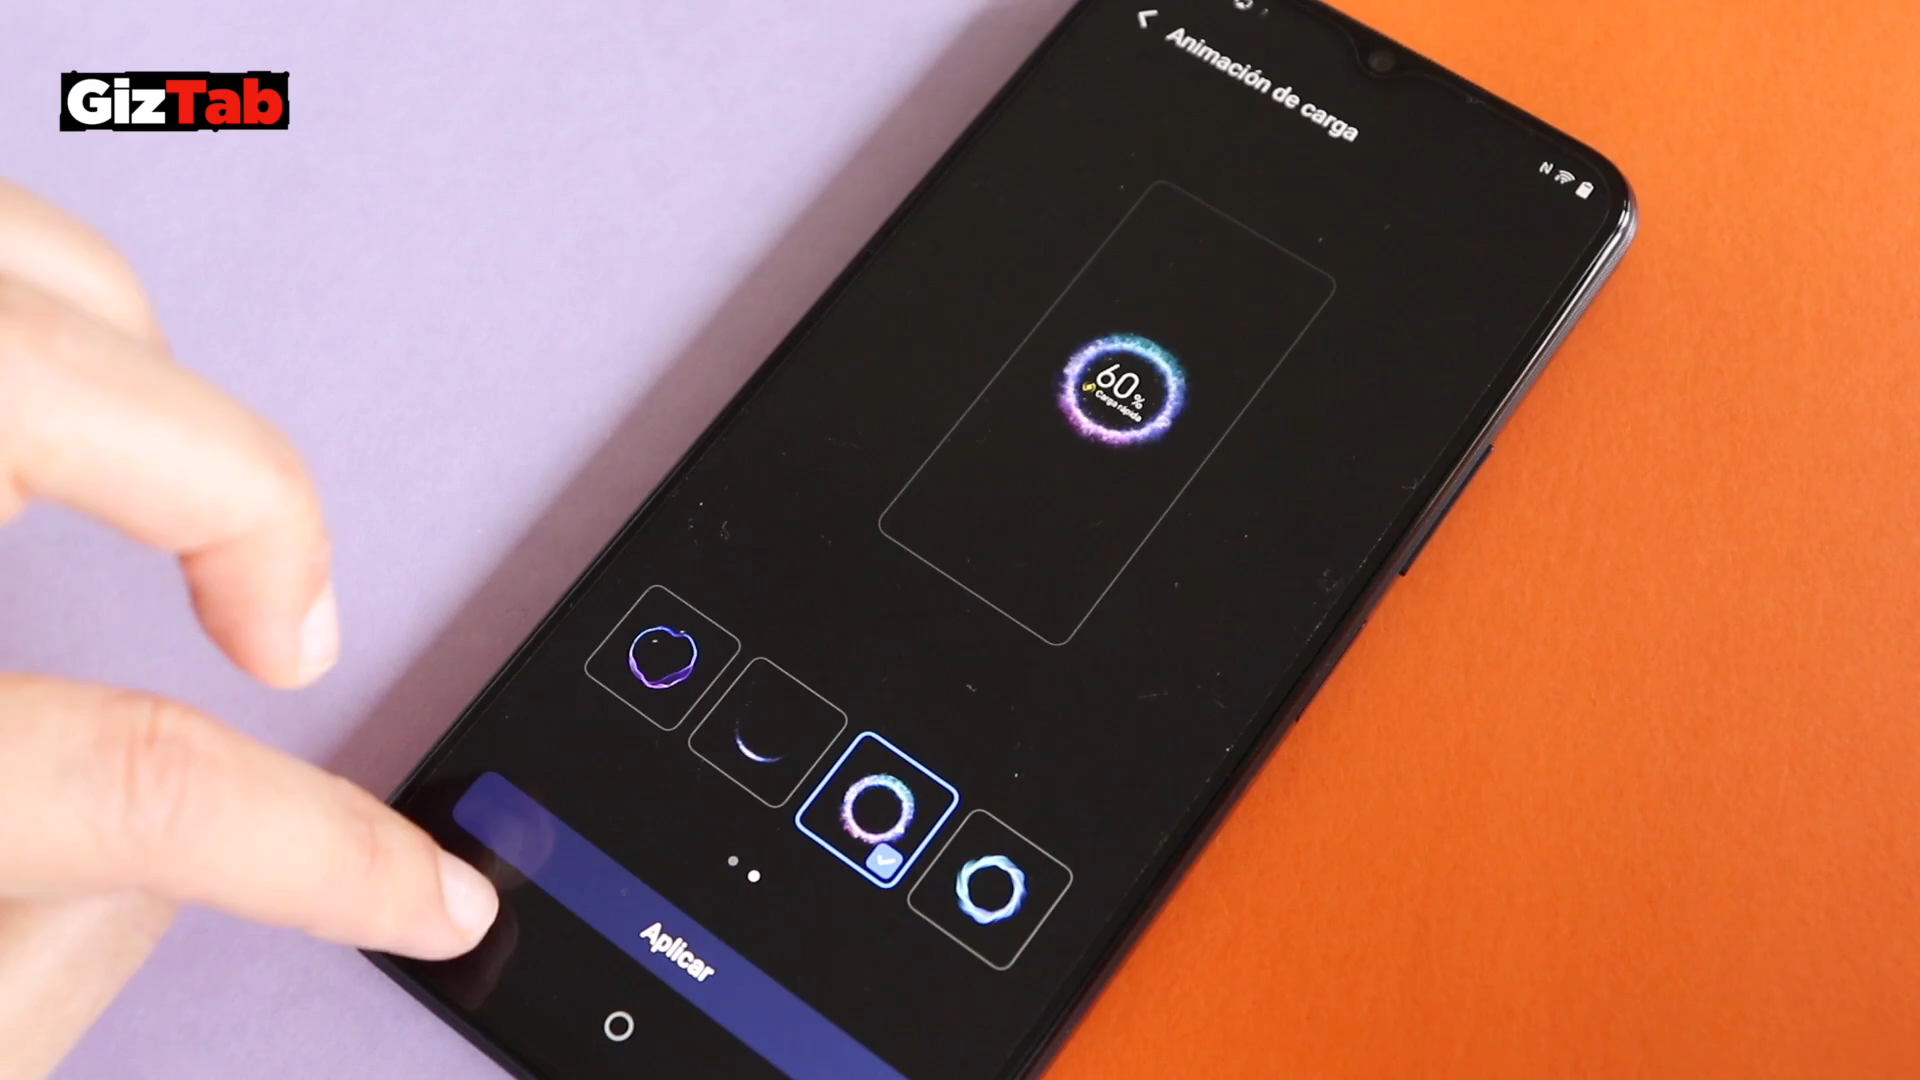 GizTab
Animación de carga
N
60%
Carga rápida
Aplicar